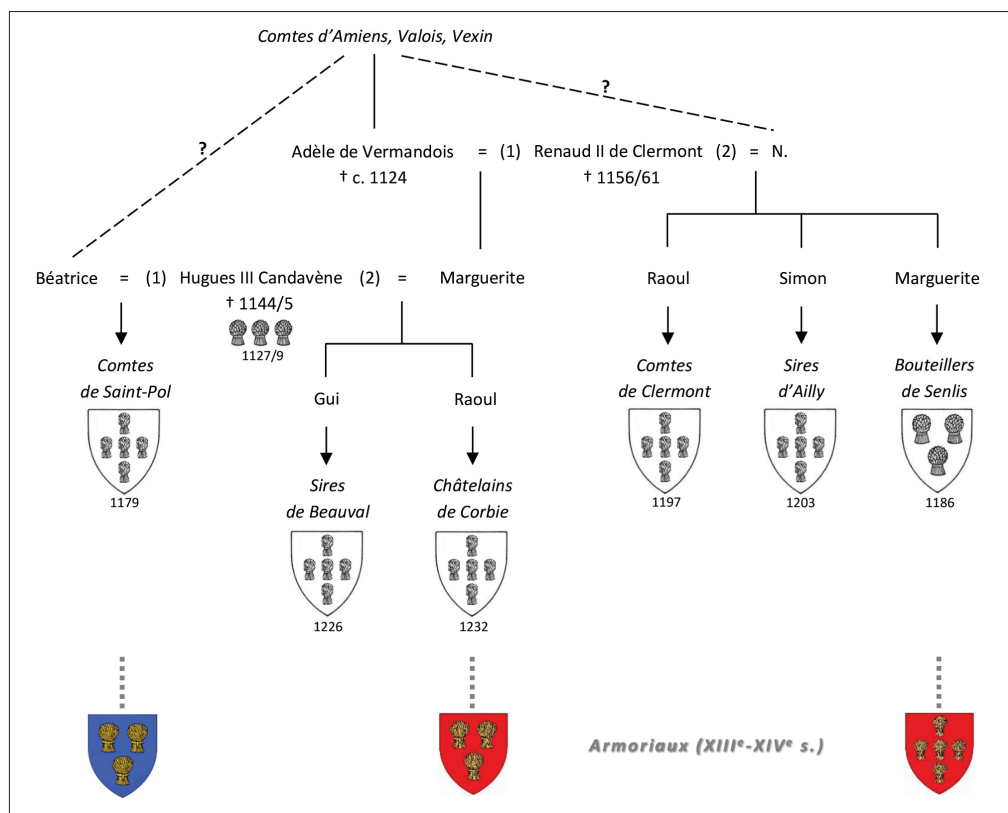 Comtes d’Amiens, Valois, Vexin
?
?
Adèle de Vermandois = (1) Renaud II de Clermont (2) = N.
† c. 1124 † 1156/61
Béatrice = (1) Hugues III Candavène (2) = Marguerite Raoul Simon Marguerite
† 1144/5
1127/9
Comtes
de Saint-Pol
1179
Comtes
de Clermont
1197
Sires
d’Ailly
1203
Bouteillers
de Senlis
1186
Gui Raoul
Sires
de Beauval
1226
Châtelains
de Corbie
1232
Armoriaux (XIIIe-XIVe s.)